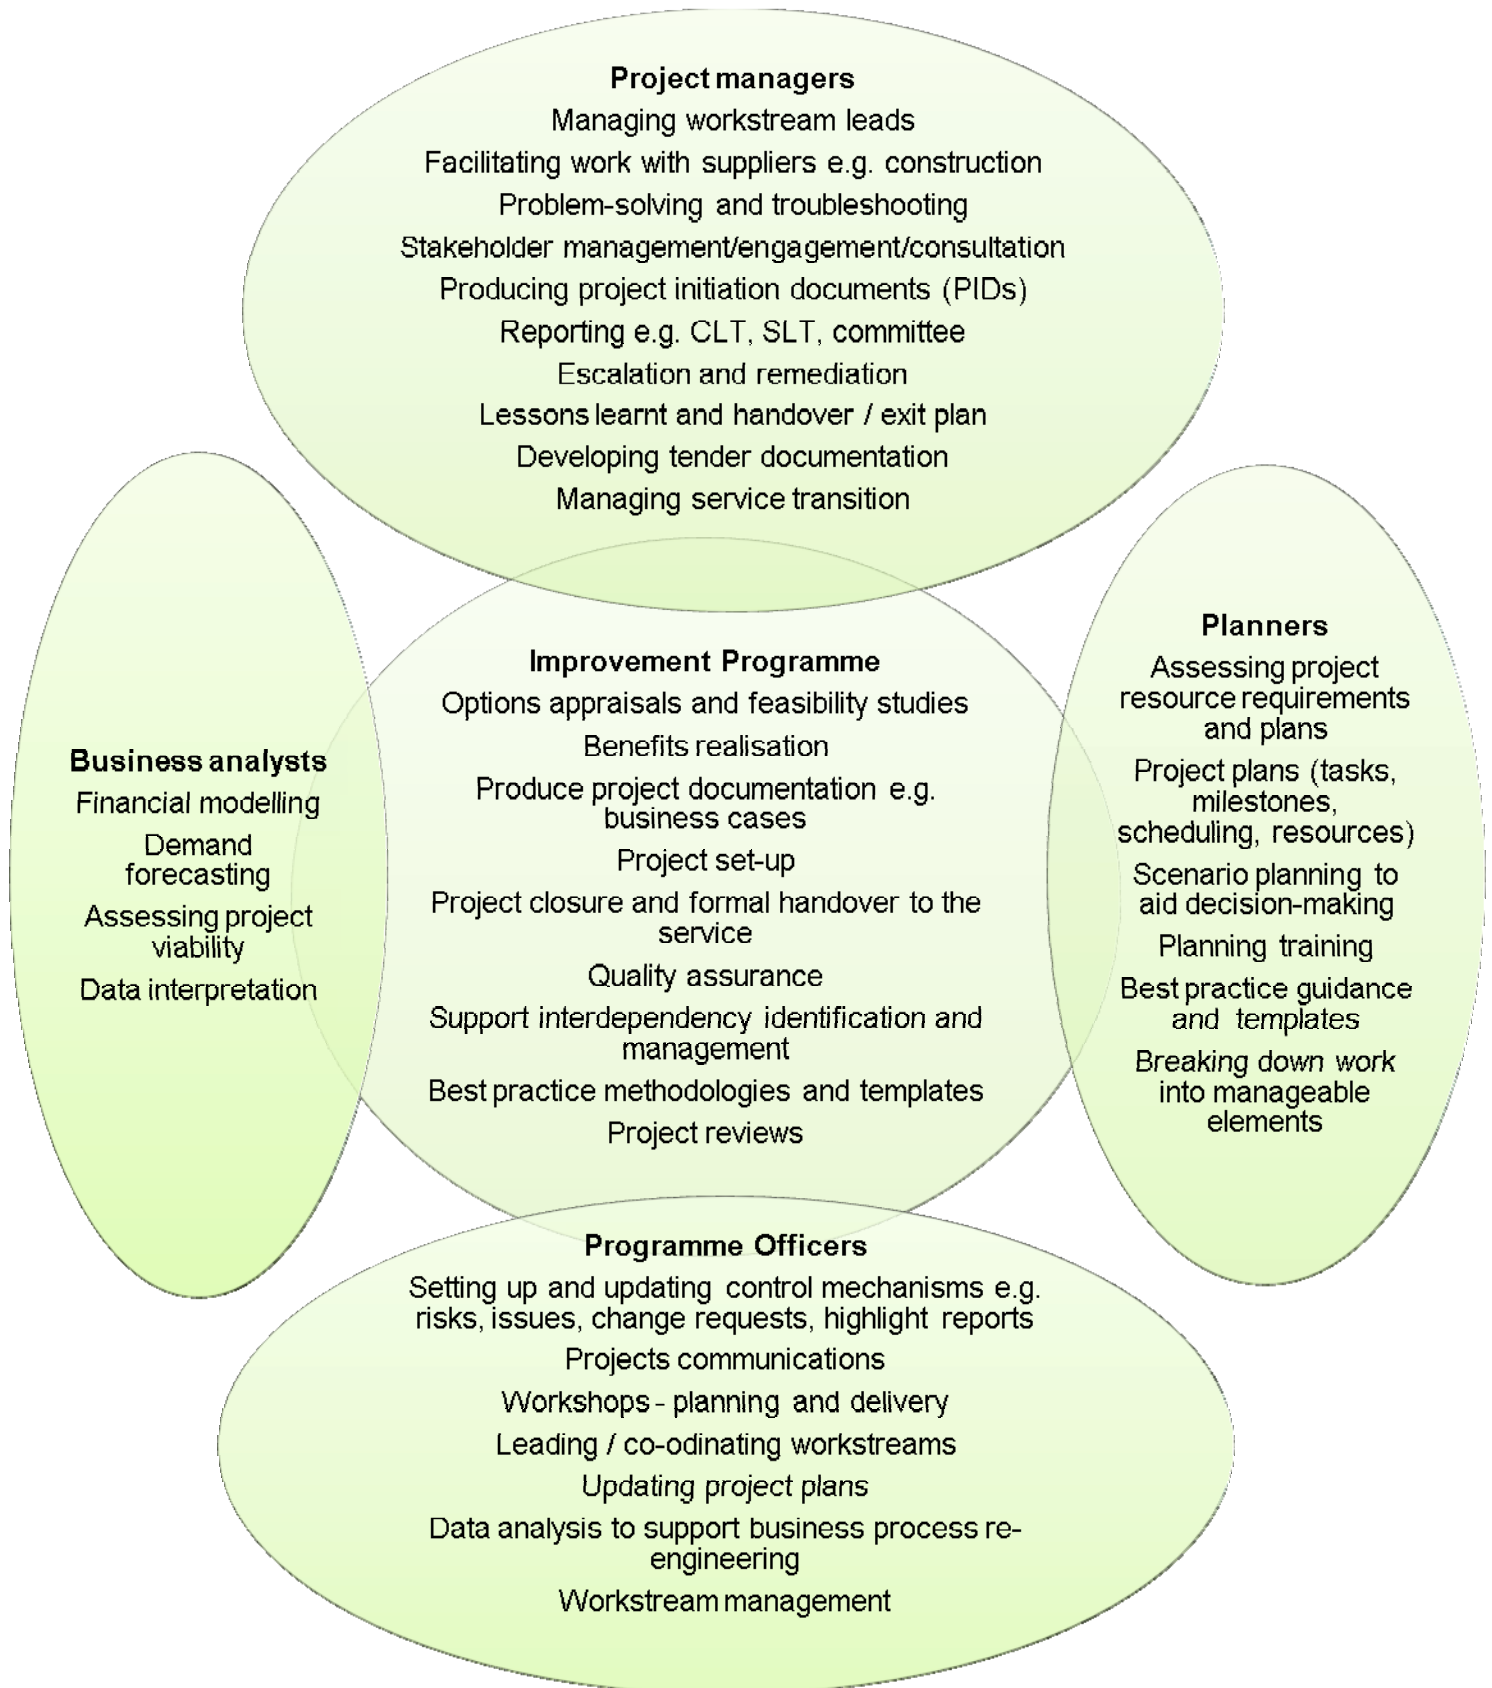 Project managers
Managing workstream leads
Facilitating work with suppliers e.g. construction
Problem-solving and troubleshooting
Stakeholder management/engagement/consultation
Producing project initiation documents (PIDs)
Reporting e.g. CLT, SLT, committee
Escalation and remediation
Lessons learnt and handover / exit plan
Developing tender documentation
Managing service transition
Business analysts
Financial modelling
Demand
forecasting
Assessing project
viability
Data interpretation
Improvement Programme
Options appraisals and feasibility studies
Benefits realisation
Produce project documentation e.g.
business cases
Project set-up
Project closure and formal handover to the
service
Quality assurance
Support interdependency identification and
management
Best practice methodologies and templates
Project reviews
Planners
Assessing project
resource requirements
and plans
Project plans (tasks,
milestones,
scheduling, resources)
Scenario planning to
aid decision-making
Planning training
Best practice guidance
and templates
Breaking down work
into manageable
elements
Programme Officers
Setting up and updating control mechanisms e.g.
risks, issues, change requests, highlight reports
Projects communications
Workshops - planning and delivery
Leading / co-odinating workstreams
Updating project plans
Data analysis to support business process re-
engineering
Workstream management